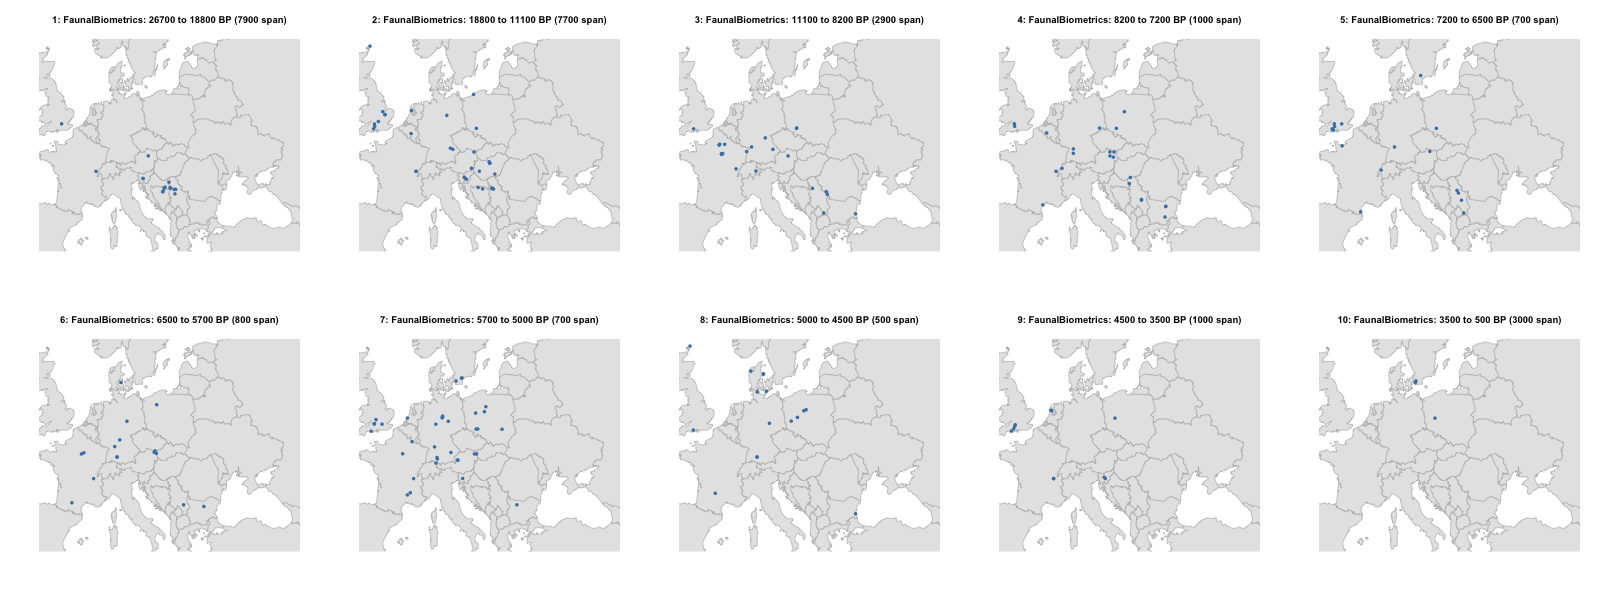 1: FaunalBiometrics: 26700 to 18800 BP (7900 span)
2: FaunalBiometrics: 18800 to 11100 BP (7700 span)
3: FaunalBiometrics: 11100 to 8200 BP (2900 span)
4: FaunalBiometrics: 8200 to 7200 BP (1000 span)
5: FaunalBiometrics: 7200 to 6500 BP (700 span)
6: FaunalBiometrics: 6500 to 5700 BP (800 span)
7: FaunalBiometrics: 5700 to 5000 BP (700 span)
8: FaunalBiometrics: 5000 to 4500 BP (500 span)
9: FaunalBiometrics: 4500 to 3500 BP (1000 span)
10: FaunalBiometrics: 3500 to 500 BP (3000 span)